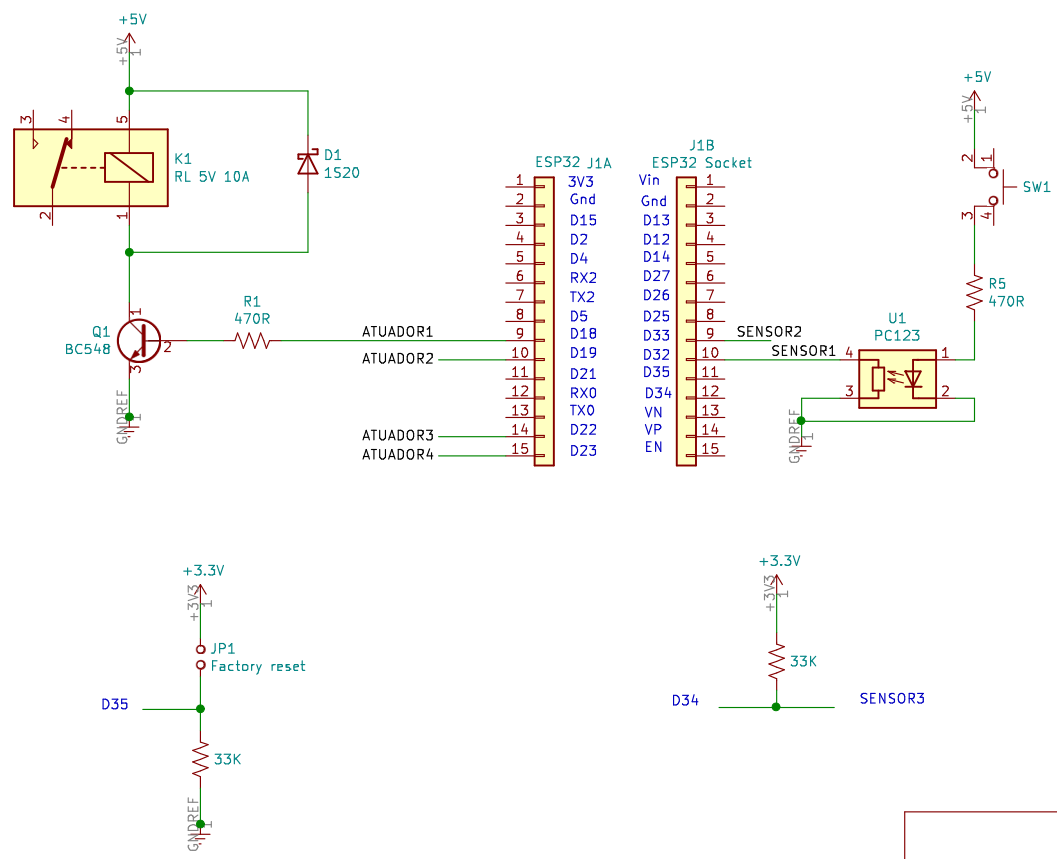 +5V
+5V
1
3
4
5
K1
RL 5V 10A
2
1
D1
1S20
Q1
BC548
1
2
3
GNDREF
1
R1
470R
ATUADOR1
ATUADOR2
ATUADOR3
ATUADOR4
ESP32 J1A
1 3V3
2 Gnd
3 D15
4 D2
5 D4
6 RX2
7 TX2
8 D5
9 D18
10 D19
11 D21
12 RX0
13 TX0
14 D22
15 D23
J1B
ESP32 Socket
Vin 1
Gnd 2
D13 3
D12 4
D14 5
D27 6
D26 7
D25 8
D33 9
D32 10
D35 11
D34 12
VN 13
VP 14
EN 15
SENSOR2
SENSOR1
+5V
+5V
1
2
1
SW1
3
4
R5
470R
U1
PC123
4
1
3
2
GNDREF
1
+3.3V
+3V3
1
JP1
Factory reset
D35
33K
GNDREF
1
+3.3V
+3V3
1
33K
D34
SENSOR3